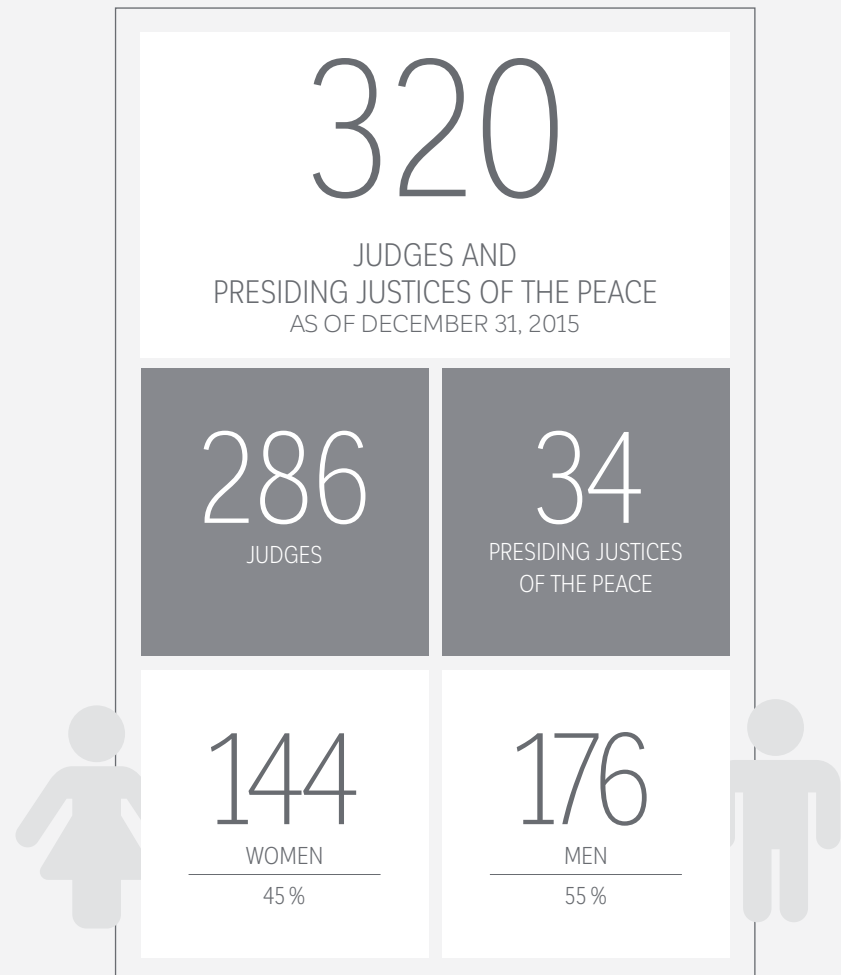 320
JUDGES AND
PRESIDING JUSTICES OF THE PEACE
AS OF DECEMBER 31, 2015
286
JUDGES
34
PRESIDING JUSTICES
OF THE PEACE
144
WOMEN
45 %
176
MEN
55 %